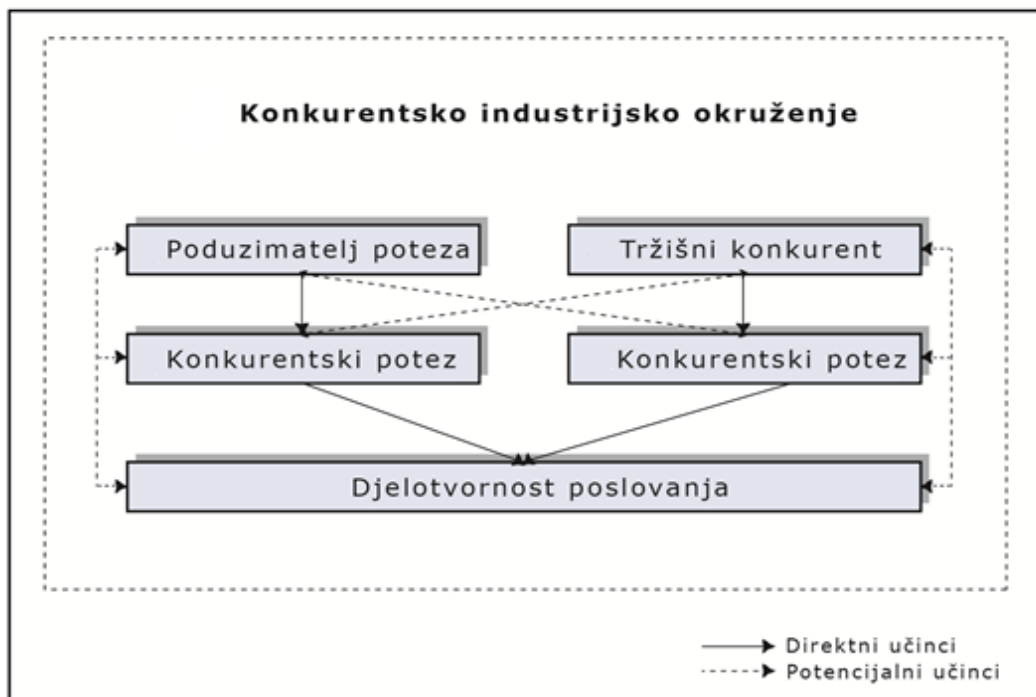 Konkurentsko industrijsko okruženje
Poduzimatelj poteza
Tržišni konkurent
Konkurentski potez
Konkurentski potez
Djelotvornost poslovanja
Direktni učinci
Potencijalni učinci